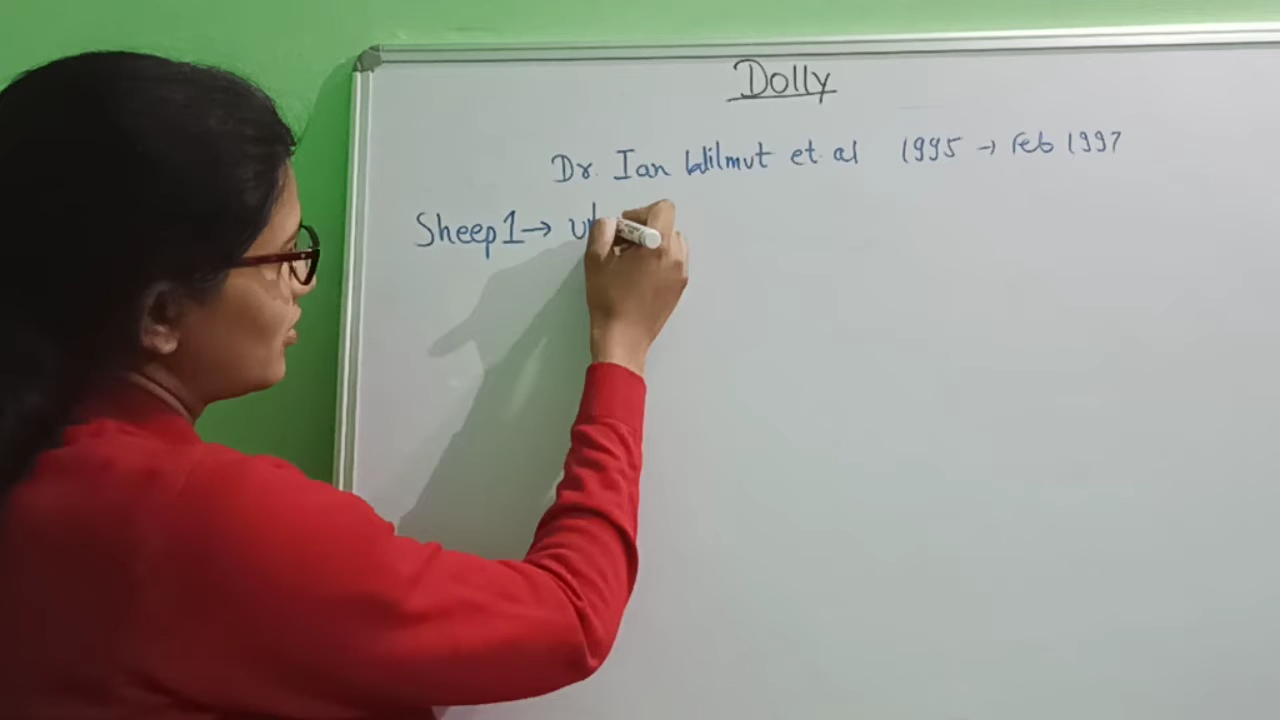 Dolly
Dr. Ian Wilmut et al 1995 → Feb 1997
Sheep 1 →